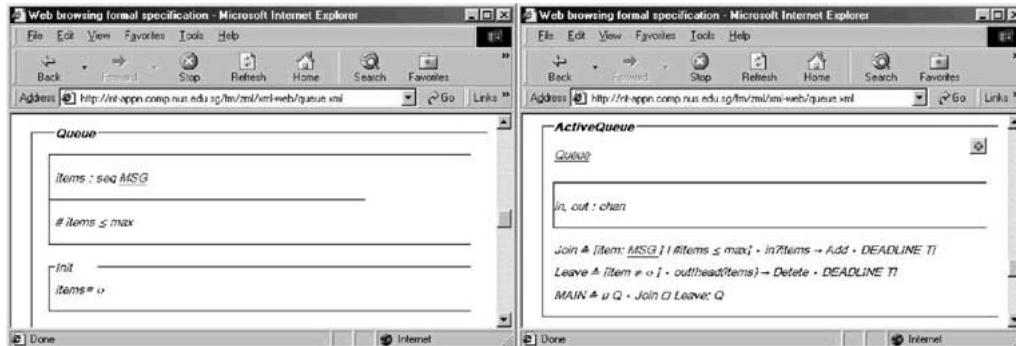 Web browsing formal specification - Microsoft Internet Explorer
File Edit View Favorites Tools Help
Back Forward Stop Refresh Home Search Favorites
Address http://nt-appn.comp.nus.edu.sg/fm/zml/xml-web/queue.xml Go Links »
Queue
items : seq MSG
# items ≤ max
Init
items= ‹›
Done Internet
Web browsing formal specification - Microsoft Internet Explorer
File Edit View Favorites Tools Help
Back Forward Stop Refresh Home Search Favorites
Address http://nt-appn.comp.nus.edu.sg/fm/zml/xml-web/queue.xml Go Links »
ActiveQueue
Queue
in, out : chan
Join ≙ [item: MSG ] | #items ≤ max] • in?items → Add • DEADLINE Tl
Leave ≙ [item ≠ ‹› ] • out!head(items) → Delete • DEADLINE Tl
MAIN ≙ μ Q • Join □ Leave; Q
Done Internet